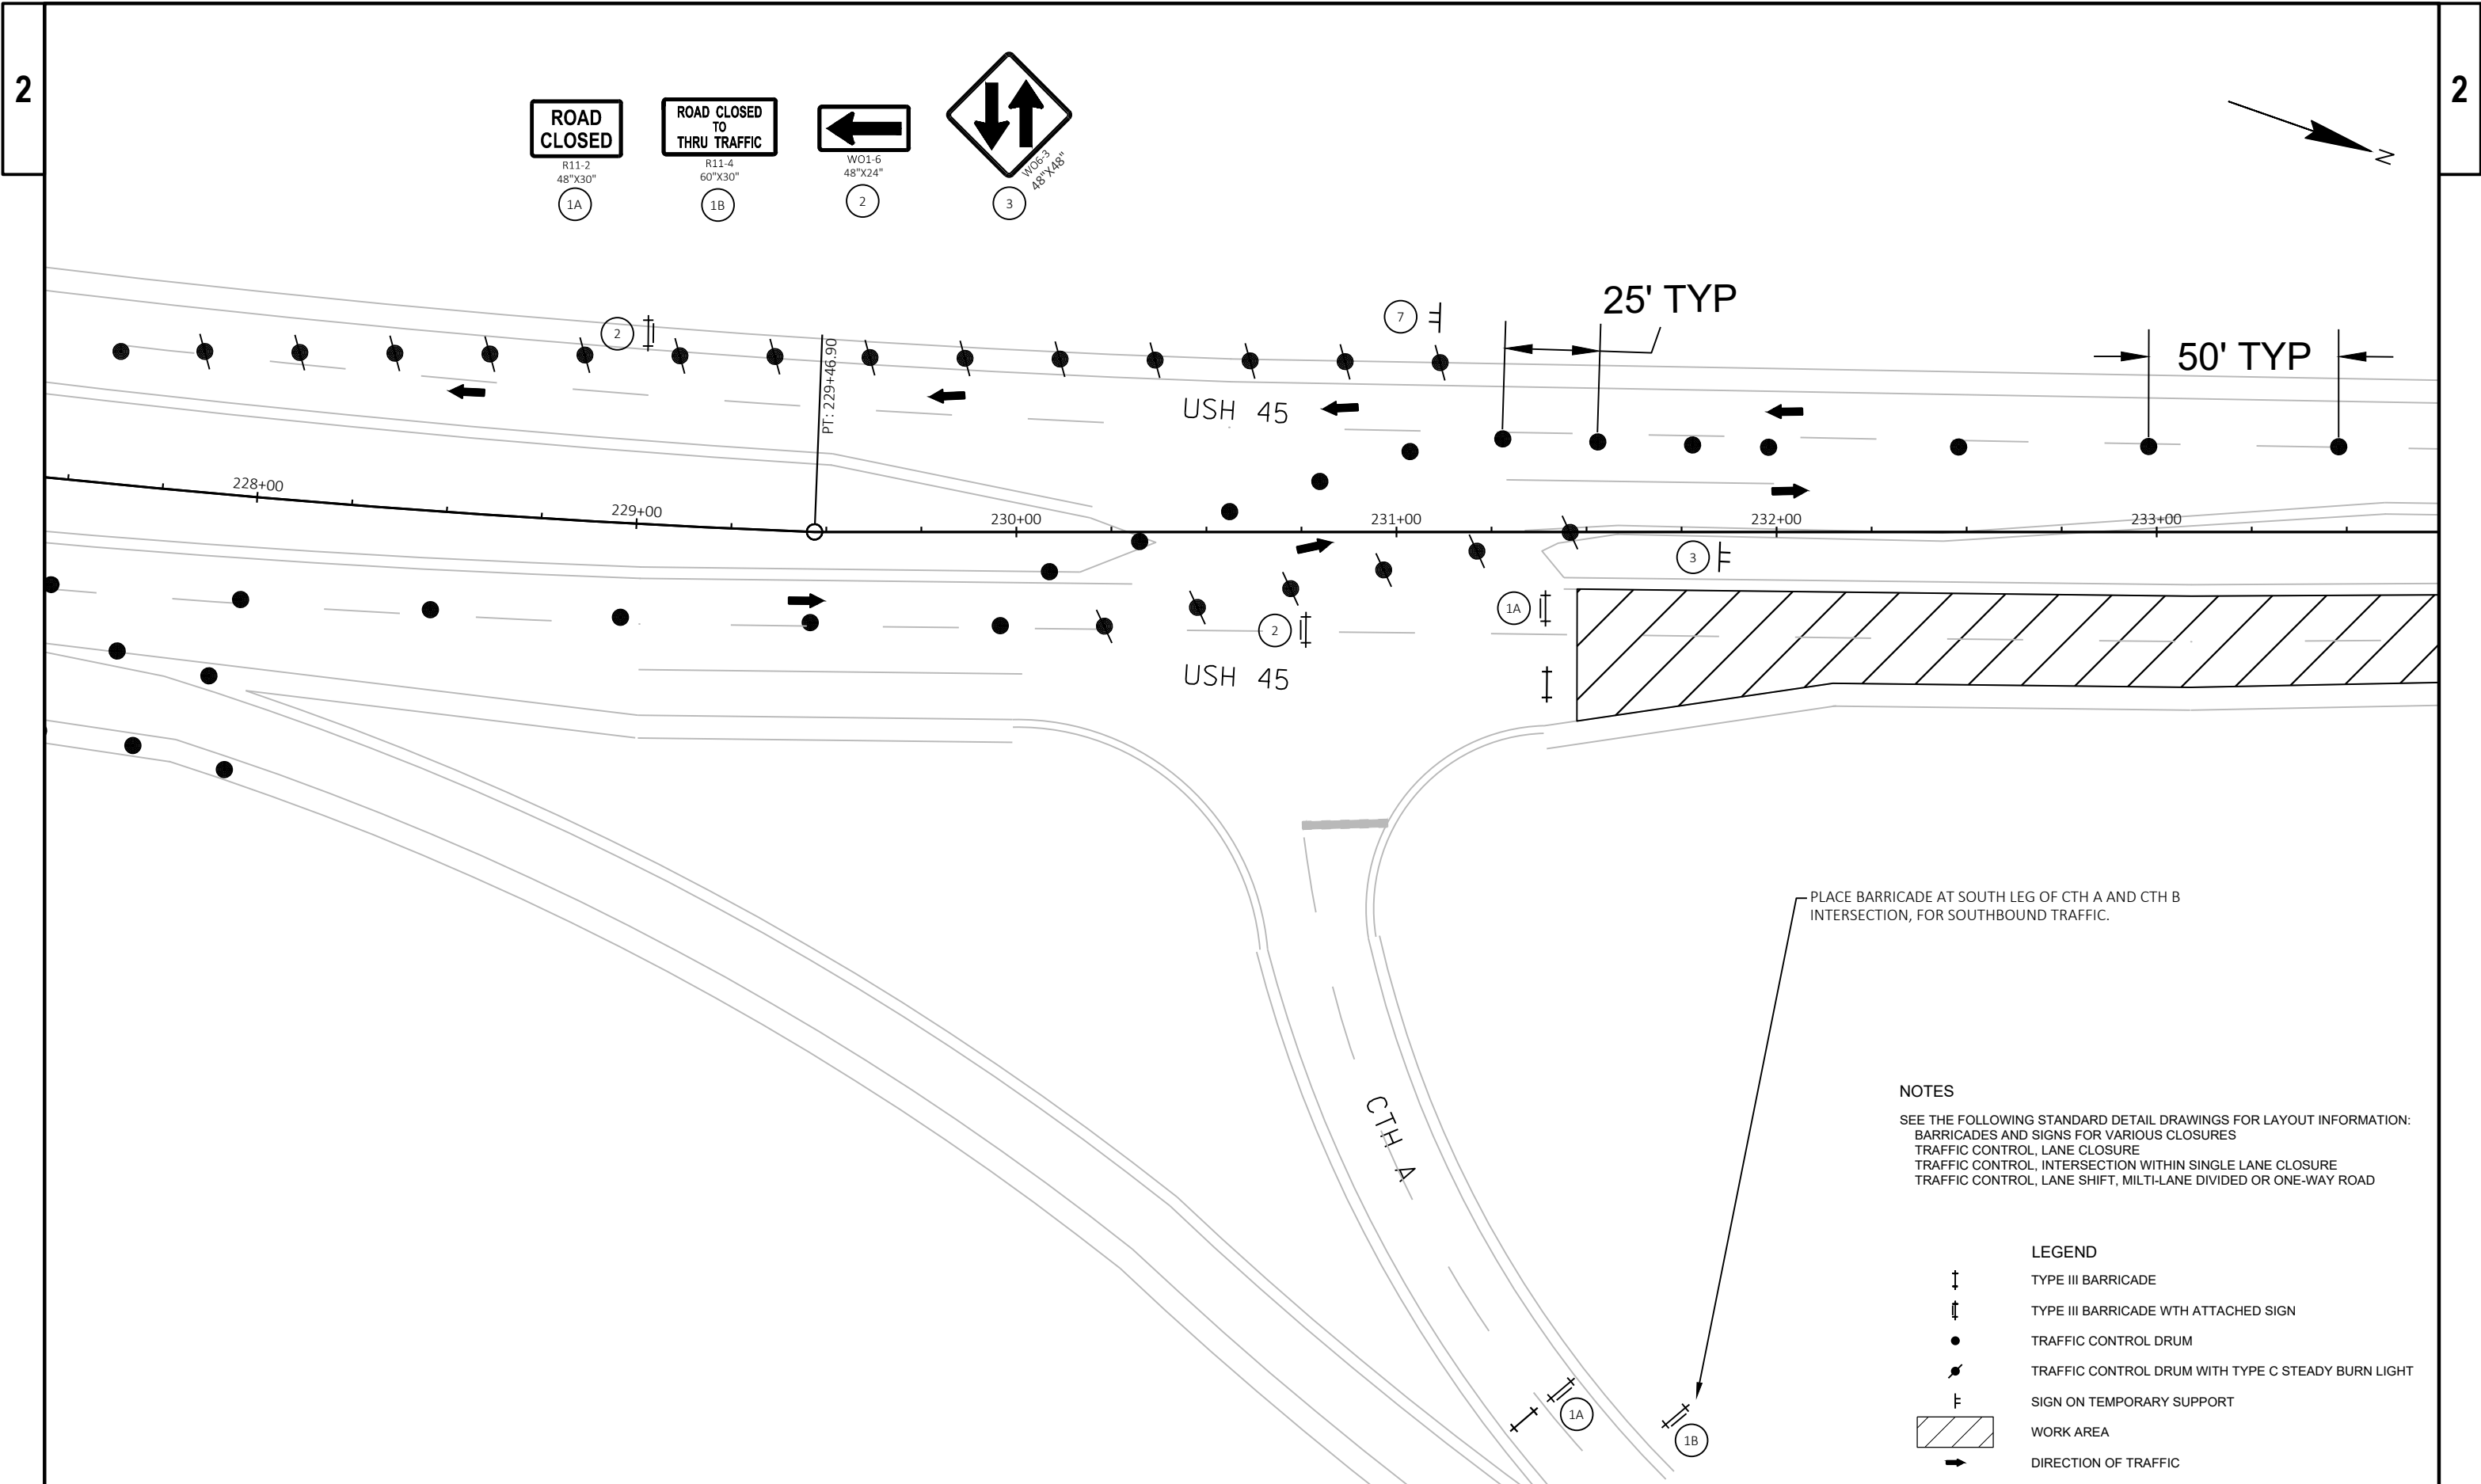 2
2
ROAD
CLOSED
R11-2
48"X30"
1A
ROAD CLOSED
TO
THRU TRAFFIC
R11-4
60"X30"
1B
WO1-6
48"X24"
2
WO6-3
48"X48"
3
N
2
7
25' TYP
50' TYP
PT: 229+46.90
USH 45
228+00
229+00
230+00
231+00
232+00
233+00
3
1A
2
USH 45
PLACE BARRICADE AT SOUTH LEG OF CTH A AND CTH B
INTERSECTION, FOR SOUTHBOUND TRAFFIC.
CTH A
1A
1B
NOTES
SEE THE FOLLOWING STANDARD DETAIL DRAWINGS FOR LAYOUT INFORMATION:
BARRICADES AND SIGNS FOR VARIOUS CLOSURES
TRAFFIC CONTROL, LANE CLOSURE
TRAFFIC CONTROL, INTERSECTION WITHIN SINGLE LANE CLOSURE
TRAFFIC CONTROL, LANE SHIFT, MILTI-LANE DIVIDED OR ONE-WAY ROAD
LEGEND
TYPE III BARRICADE
TYPE III BARRICADE WTH ATTACHED SIGN
TRAFFIC CONTROL DRUM
TRAFFIC CONTROL DRUM WITH TYPE C STEADY BURN LIGHT
SIGN ON TEMPORARY SUPPORT
WORK AREA
DIRECTION OF TRAFFIC